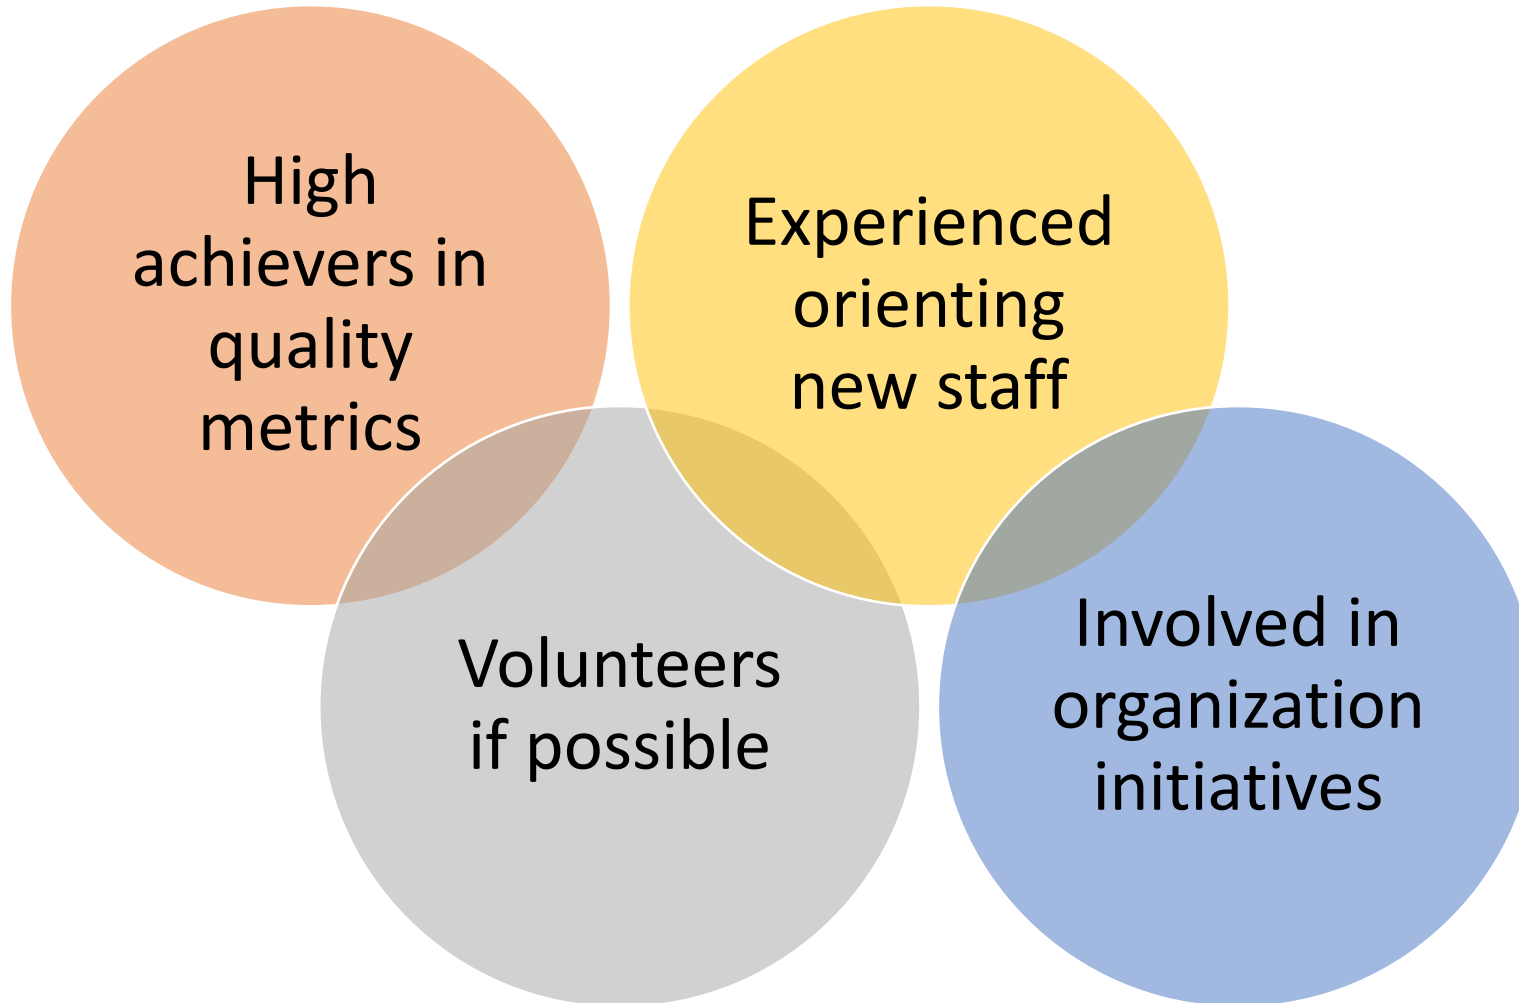 High
achievers in
quality
metrics
Experienced
orienting
new staff
Volunteers
if possible
Involved in
organization
initiatives